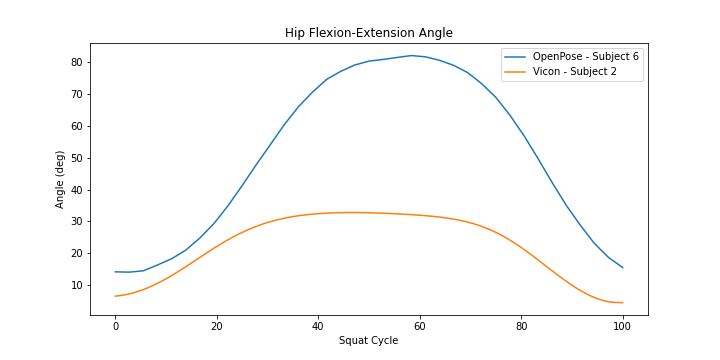 Hip Flexion-Extension Angle
OpenPose - Subject 6
Vicon - Subject 2
Angle (deg)
80
70
60
50
40
30
20
10
0 20 40 60 80 100
Squat Cycle